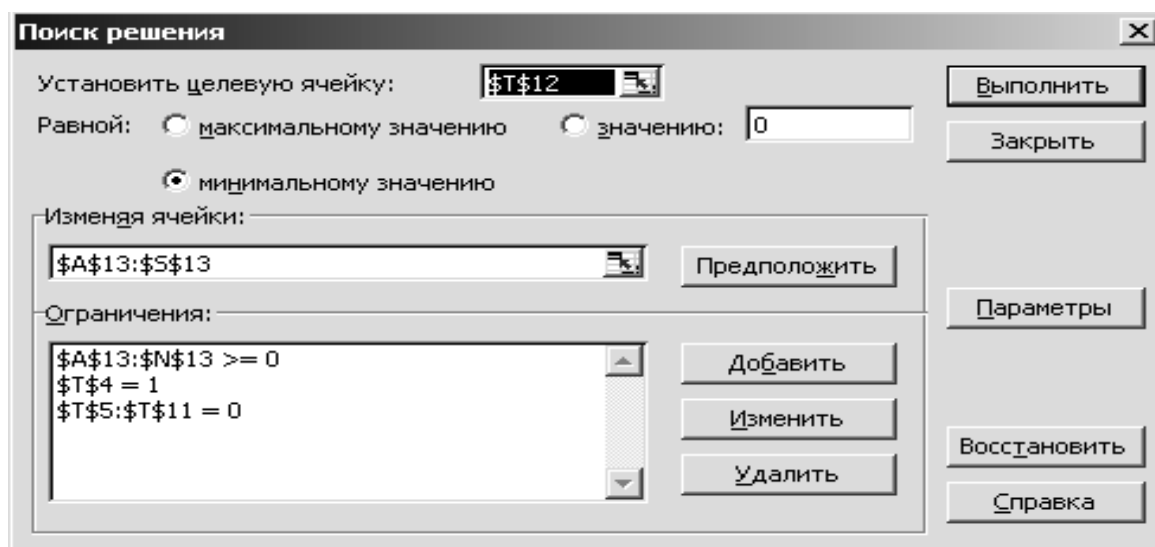 Поиск решения
Установить целевую ячейку: $T$12
Выполнить
Равной: максимальному значению значению: 0
Закрыть
минимальному значению
Изменяя ячейки:
$A$13:$S$13
Предположить
Параметры
Ограничения:
$A$13:$N$13 >= 0
$T$4 = 1
$T$5:$T$11 = 0
Добавить
Изменить
Удалить
Восстановить
Справка